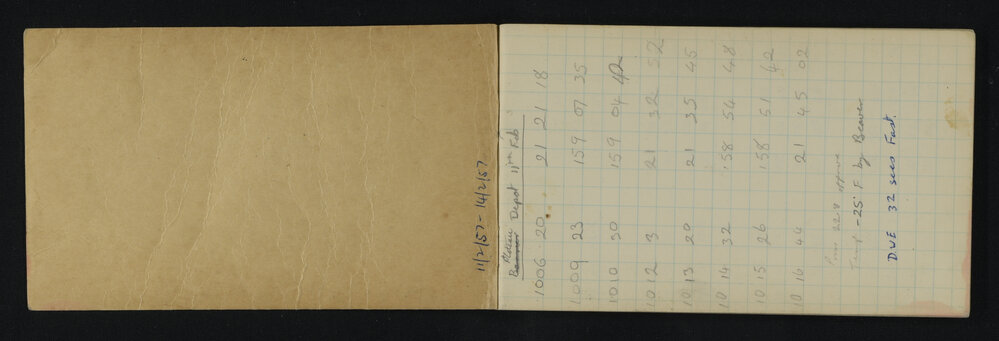 11/2/57 - 14/2/57
Plateau
Depot 11th Feb
1006 20 21 21 18
1009 23 159 07 35
1010 30 159 04 40
1012 3 21 32 52
1013 20 21 35 45
1014 32 158 54 48
1015 26 158 51 42
1016 44 21 45 02
22.8
Temp -25° F by Beaver
DWE 32 secs Fast.